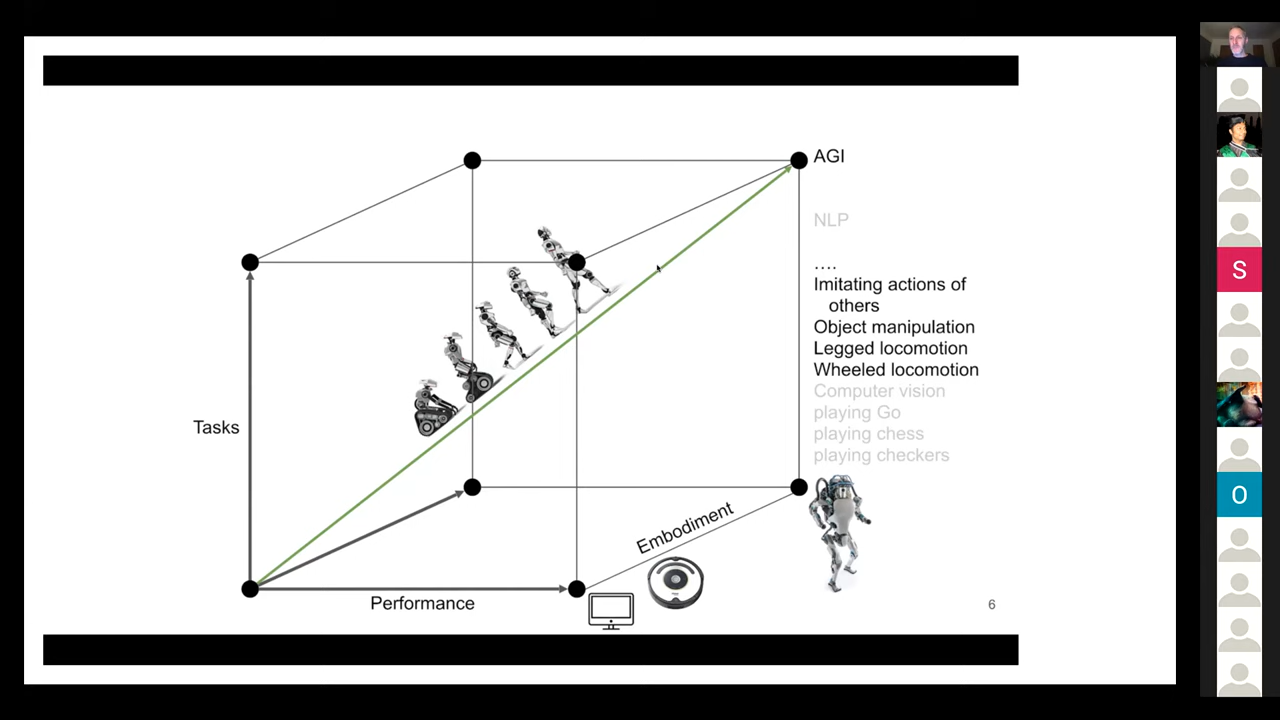 AGI
NLP
....
Imitating actions of
others
Object manipulation
Legged locomotion
Wheeled locomotion
Computer vision
playing Go
playing chess
playing checkers
Tasks
Embodiment
Performance
6
S
O